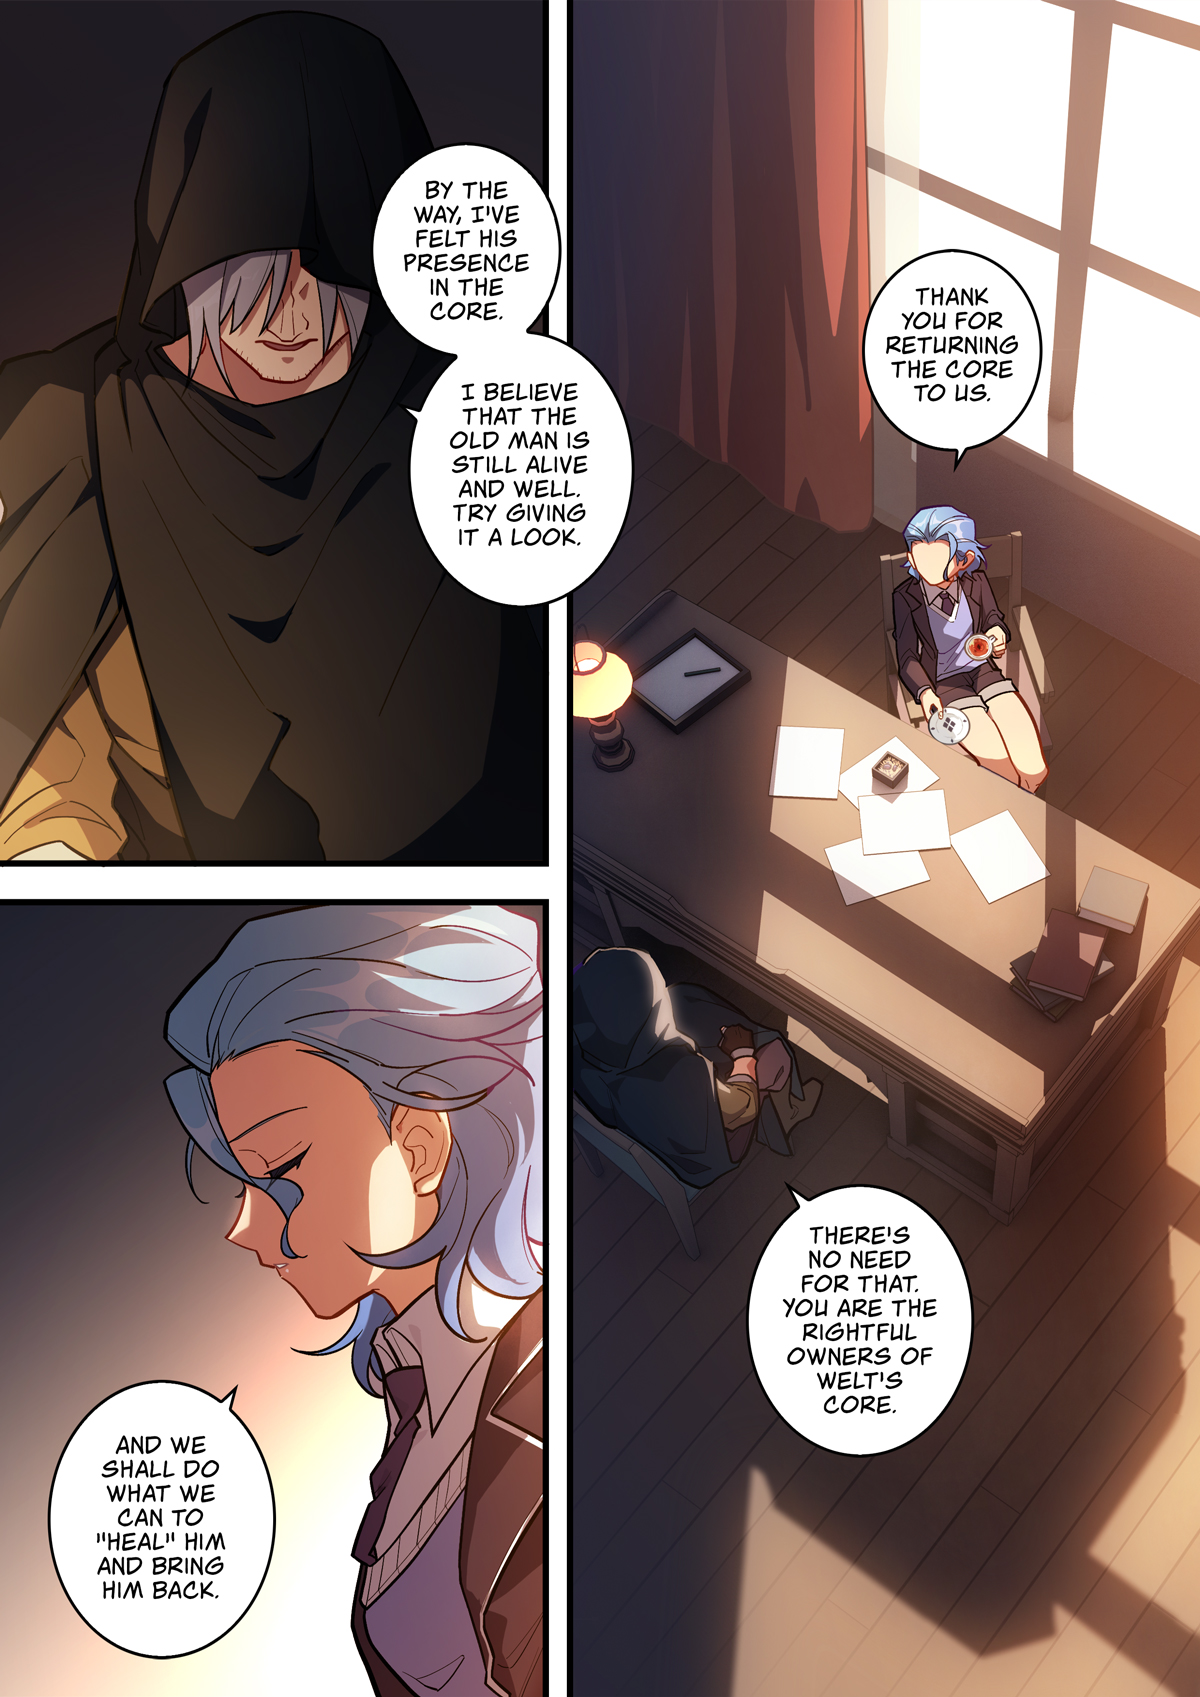 THANK
YOU FOR
RETURNING
THE CORE
TO US.
THERE'S
NO NEED
FOR THAT.
YOU ARE THE
RIGHTFUL
OWNERS OF
WELT'S
CORE.
BY THE
WAY, I'VE
FELT HIS
PRESENCE
IN THE
CORE.
I BELIEVE
THAT THE
OLD MAN IS
STILL ALIVE
AND WELL.
TRY GIVING
IT A LOOK.
AND WE
SHALL DO
WHAT WE
CAN TO
"HEAL" HIM
AND BRING
HIM BACK.